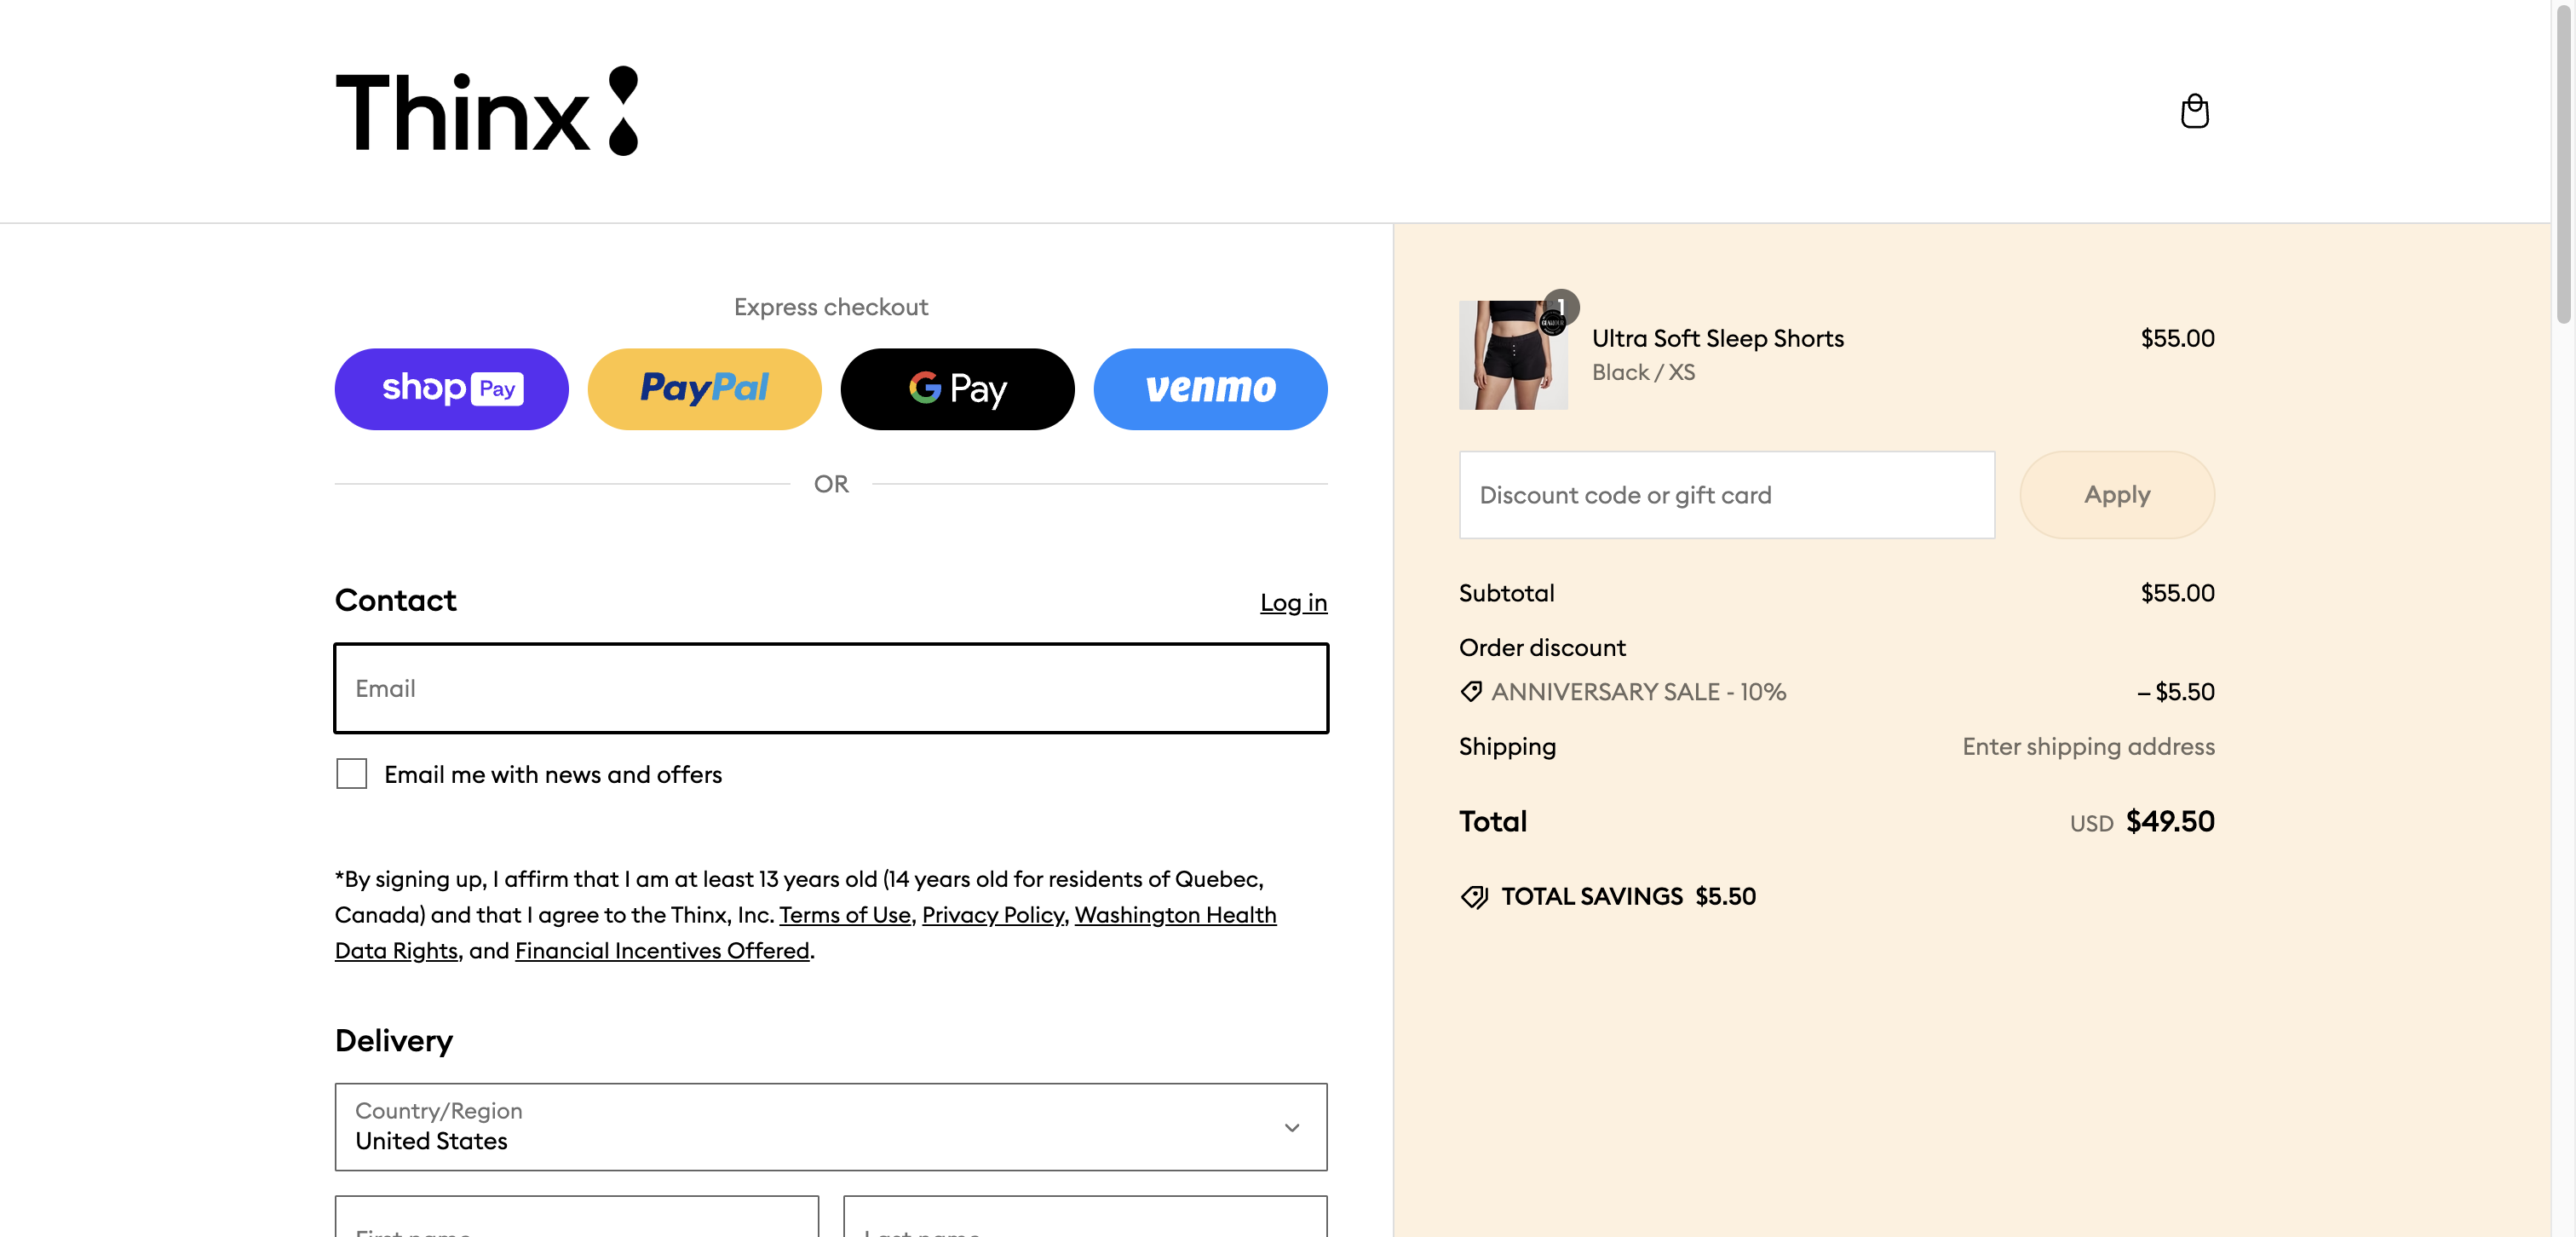 Thinx
Express checkout
shop Pay
PayPal
G Pay
venmo
OR
Contact
Log in
Email
Email me with news and offers
*By signing up, I affirm that I am at least 13 years old (14 years old for residents of Quebec,
Canada) and that I agree to the Thinx, Inc. Terms of Use, Privacy Policy, Washington Health
Data Rights, and Financial Incentives Offered.
Delivery
Country/Region
United States
First name
Last name
1
Ultra Soft Sleep Shorts
$55.00
Black / XS
Discount code or gift card
Apply
Subtotal
$55.00
Order discount
ANNIVERSARY SALE - 10%
– $5.50
Shipping
Enter shipping address
Total
USD $49.50
TOTAL SAVINGS $5.50